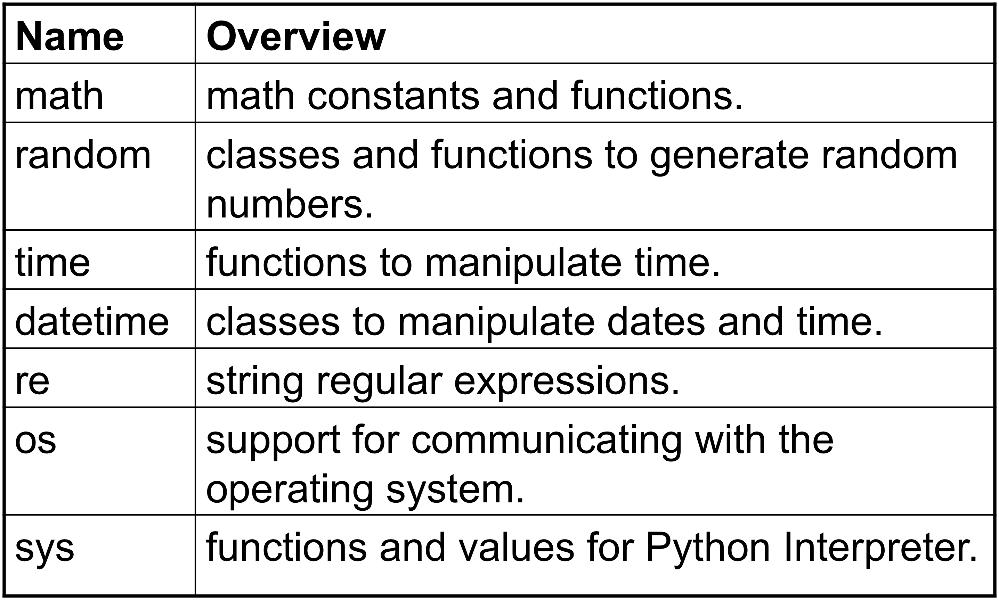 Name Overview
math math constants and functions.
random classes and functions to generate random
numbers.
time functions to manipulate time.
datetime classes to manipulate dates and time.
re string regular expressions.
os support for communicating with the
operating system.
sys functions and values for Python Interpreter.